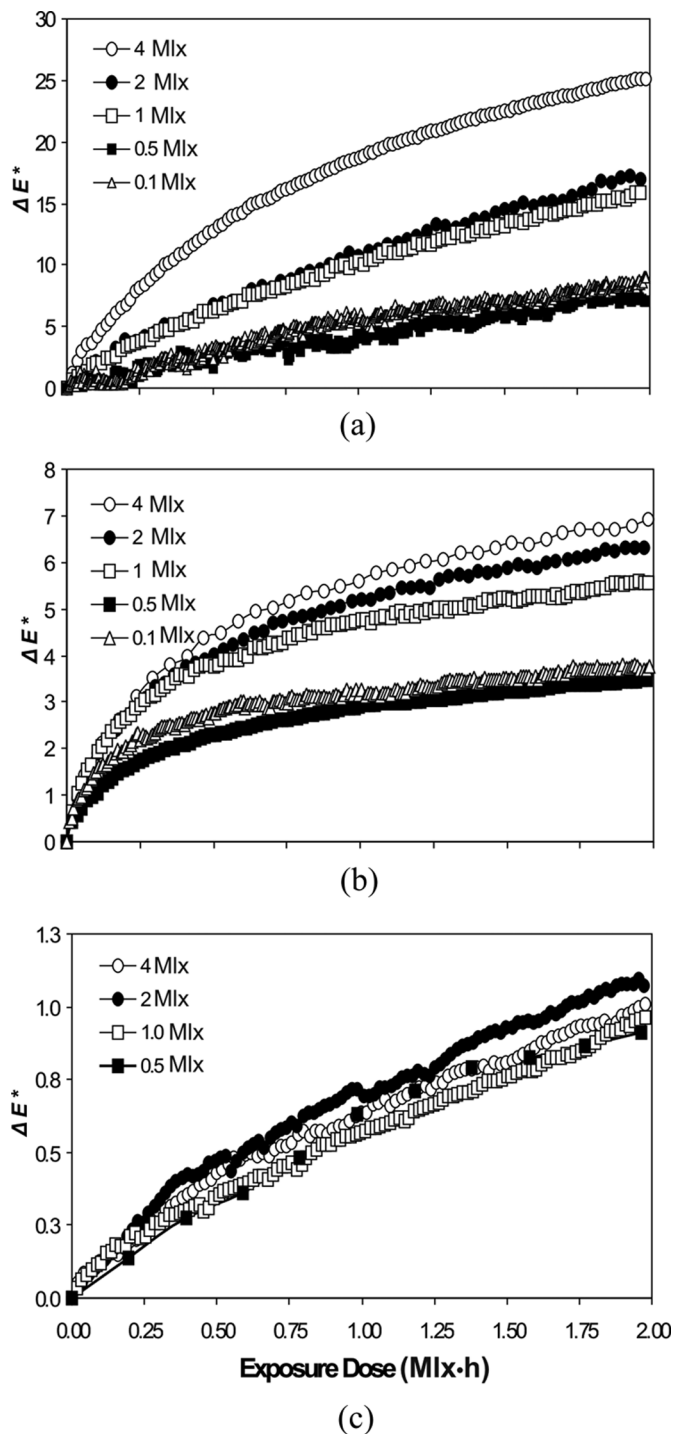 30
25
20
15
10
5
0
ΔE*
4 Mlx
2 Mlx
1 Mlx
0.5 Mlx
0.1 Mlx
(a)
8
7
6
5
4
3
2
1
0
ΔE*
4 Mlx
2 Mlx
1 Mlx
0.5 Mlx
0.1 Mlx
(b)
1.3
1.0
0.8
0.5
0.3
0.0
ΔE*
4 Mlx
2 Mlx
1.0 Mlx
0.5 Mlx
0.00 0.25 0.50 0.75 1.00 1.25 1.50 1.75 2.00
Exposure Dose (Mlx·h)
(c)